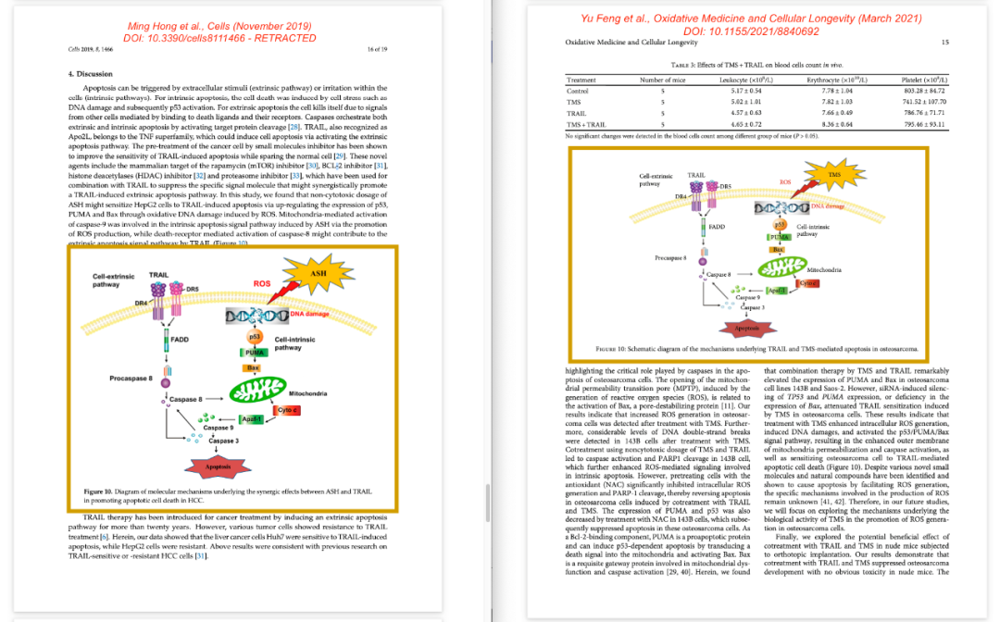 Ming Hong et al., Cells (November 2019)
DOI: 10.3390/cells8111466 - RETRACTED
Cells 2019, 8, 1466
16 of 19
4. Discussion
Apoptosis can be triggered by extracellular stimuli (extrinsic pathway) or irritation within the
cells (intrinsic pathways). For intrinsic apoptosis, the cell death was induced by cell stress such as
DNA damage and subsequently p53 activation. For extrinsic apoptosis the cell kills itself due to signals
from other cells mediated by binding to death ligands and their receptors. Caspases orchestrate both
extrinsic and intrinsic apoptosis by activating target protein cleavage [28]. TRAIL, also recognized as
Apo2L, belongs to the TNF superfamily, which could induce cell apoptosis via activating the extrinsic
apoptosis pathway. The pre-treatment of the cancer cell by small molecules inhibitor has been shown
to improve the sensitivity of TRAIL-induced apoptosis while sparing the normal cell [29]. These novel
agents include the mammalian target of the rapamycin (mTOR) inhibitor [30], BCL-2 inhibitor [31],
histone deacetylases (HDAC) inhibitor [32] and proteasome inhibitor [33], which have been used for
combination with TRAIL to suppress the specific signal molecule that might synergistically promote
a TRAIL-induced extrinsic apoptosis pathway. In this study, we found that non-cytotoxic dosage of
ASH might sensitize HepG2 cells to TRAIL-induced apoptosis via up-regulating the expression of p53,
PUMA and Bax through oxidative DNA damage induced by ROS. Mitochondria-mediated activation
of caspase-9 was involved in the intrinsic apoptosis signal pathway induced by ASH via the promotion
of ROS production, while death-receptor mediated activation of caspase-8 might contribute to the
extrinsic apoptosis signal pathway by TRAIL (Figure 10).
Cell-extrinsic
pathway
TRAIL
DR5
DR4
ROS
ASH
DNA damage
FADD
p53
PUMA
Cell-intrinsic
pathway
Bax
Procaspase 8
Mitochondria
Caspase 8
Cyto c
Apaf-1
Caspase 9
Caspase 3
Apoptosis
Figure 10. Diagram of molecular mechanisms underlying the synergic effects between ASH and TRAIL
in promoting apoptotic cell death in HCC.
TRAIL therapy has been introduced for cancer treatment by inducing an extrinsic apoptosis
pathway for more than twenty years. However, various tumor cells showed resistance to TRAIL
treatment [6]. Herein, our data showed that the liver cancer cells Huh7 were sensitive to TRAIL-induced
apoptosis, while HepG2 cells were resistant. Above results were consistent with previous research on
TRAIL-sensitive or -resistant HCC cells [31].
Yu Feng et al., Oxidative Medicine and Cellular Longevity (March 2021)
DOI: 10.1155/2021/8840692
Oxidative Medicine and Cellular Longevity
15
TABLE 3: Effects of TMS + TRAIL on blood cells count in vivo.
Treatment Number of mice Leukocyte (x10⁹/L) Erythrocyte (x10¹⁰/L) Platelet (x10⁹/L)
Control 5 5.17 ± 0.54 7.78 ± 1.04 803.28 ± 84.72
TMS 5 5.02 ± 1.01 7.82 ± 1.03 741.52 ± 107.70
TRAIL 5 4.57 ± 0.63 7.66 ± 0.49 786.76 ± 71.71
TMS + TRAIL 5 4.65 ± 0.72 8.36 ± 0.64 795.46 ± 93.11
No significant changes were detected in the blood cells count among different group of mice (P > 0.05).
Cell-extrinsic
pathway
TRAIL
DR5
DR4
ROS
TMS
DNA damage
FADD
p53
PUMA
Cell-intrinsic
pathway
Bax
Procaspase 8
Mitochondria
Caspase 8
Cyto c
Apaf-1
Caspase 9
Caspase 3
Apoptosis
FIGURE 10: Schematic diagram of the mechanisms underlying TRAIL and TMS-mediated apoptosis in osteosarcoma.
highlighting the critical role played by caspases in the apo-
ptosis of osteosarcoma cells. The opening of the mitochon-
drial permeability transition pore (MPTP), induced by the
generation of reactive oxygen species (ROS), is related to
the activation of Bax, a pore-destabilizing protein [11]. Our
results indicate that increased ROS generation in osteosar-
coma cells was detected after treatment with TMS. Further-
more, considerable levels of DNA double-strand breaks
were detected in 143B cells after treatment with TMS.
Cotreatment using noncytotoxic dosage of TMS and TRAIL
led to caspase activation and PARP1 cleavage in 143B cell,
which further enhanced ROS-mediated signaling involved
in intrinsic apoptosis. However, pretreating cells with the
antioxidant (NAC) significantly inhibited intracellular ROS
generation and PARP-1 cleavage, thereby reversing apoptosis
in osteosarcoma cells induced by cotreatment with TRAIL
and TMS. The expression of PUMA and p53 was also
decreased by treatment with NAC in 143B cells, which subse-
quently suppressed apoptosis in these osteosarcoma cells. As
a Bcl-2-binding component, PUMA is a proapoptotic protein
and can induce p53-dependent apoptosis by transducing a
death signal into the mitochondria and activating Bax. Bax
is a requisite gateway protein involved in mitochondrial dys-
function and caspase activation [29, 40]. Herein, we found
that combination therapy by TMS and TRAIL remarkably
elevated the expression of PUMA and Bax in osteosarcoma
cell lines 143B and Saos-2. However, siRNA-induced silenc-
ing of TP53 and PUMA expression, or deficiency in the
expression of Bax, attenuated TRAIL sensitization induced
by TMS in osteosarcoma cells. These results indicate that
treatment with TMS enhanced intracellular ROS generation,
induced DNA damages, and activated the p53/PUMA/Bax
signal pathway, resulting in the enhanced outer membrane
of mitochondria permeabilization and caspase activation, as
well as sensitizing osteosarcoma cell to TRAIL-mediated
apoptotic cell death (Figure 10). Despite various novel small
molecules and natural compounds have been identified and
shown to cause apoptosis by facilitating ROS generation,
the specific mechanisms involved in the production of ROS
remain unknown [41, 42]. Therefore, in our future studies,
we will focus on exploring the mechanisms underlying the
biological activity of TMS in the promotion of ROS genera-
tion in osteosarcoma cells.
Finally, we explored the potential beneficial effect of
cotreatment with TRAIL and TMS in nude mice subjected
to orthotopic implantation. Our results demonstrate that
cotreatment with TRAIL and TMS suppressed osteosarcoma
development with no obvious toxicity in nude mice. The